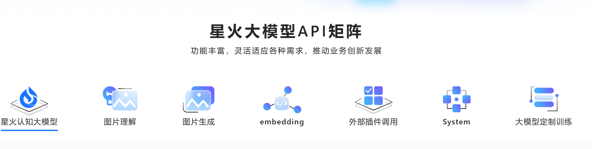 星火大模型API矩阵
功能丰富，灵活适应各种需求，推动业务创新发展
星火认知大模型
图片理解
图片生成
embedding
外部插件调用
System
大模型定制训练